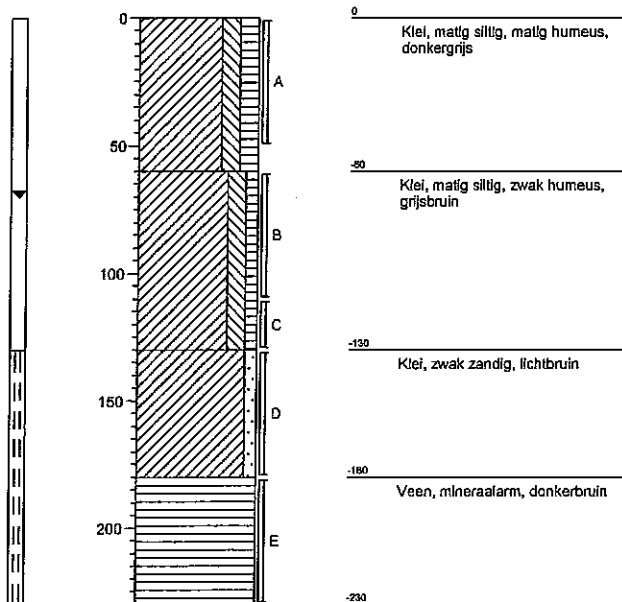 0
0
Klei, matig siltig, matig humeus,
donkergrijs
A
50
-60
Klei, matig siltig, zwak humeus,
grijsbruin
B
100
C
-130
Klei, zwak zandig, lichtbruin
150
D
-180
Veen, mineraalarm, donkerbruin
200
E
-230